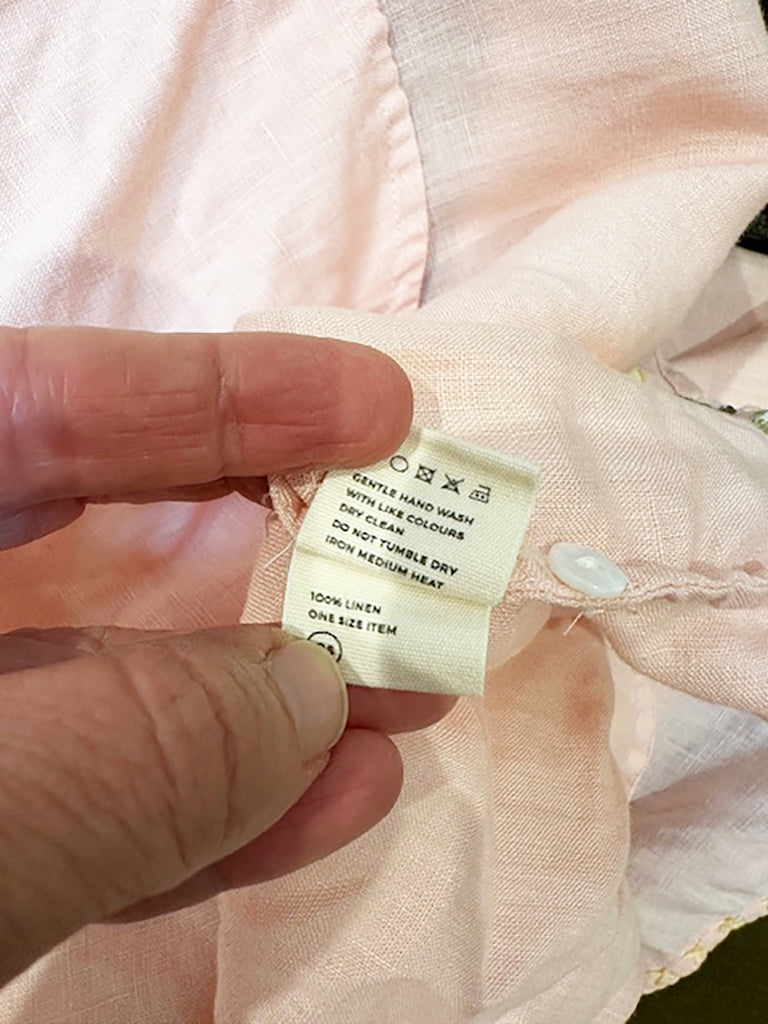 GENTLE HAND WASH
WITH LIKE COLOURS
DRY CLEAN
DO NOT TUMBLE DRY
IRON MEDIUM HEAT
100% LINEN
ONE SIZE ITEM